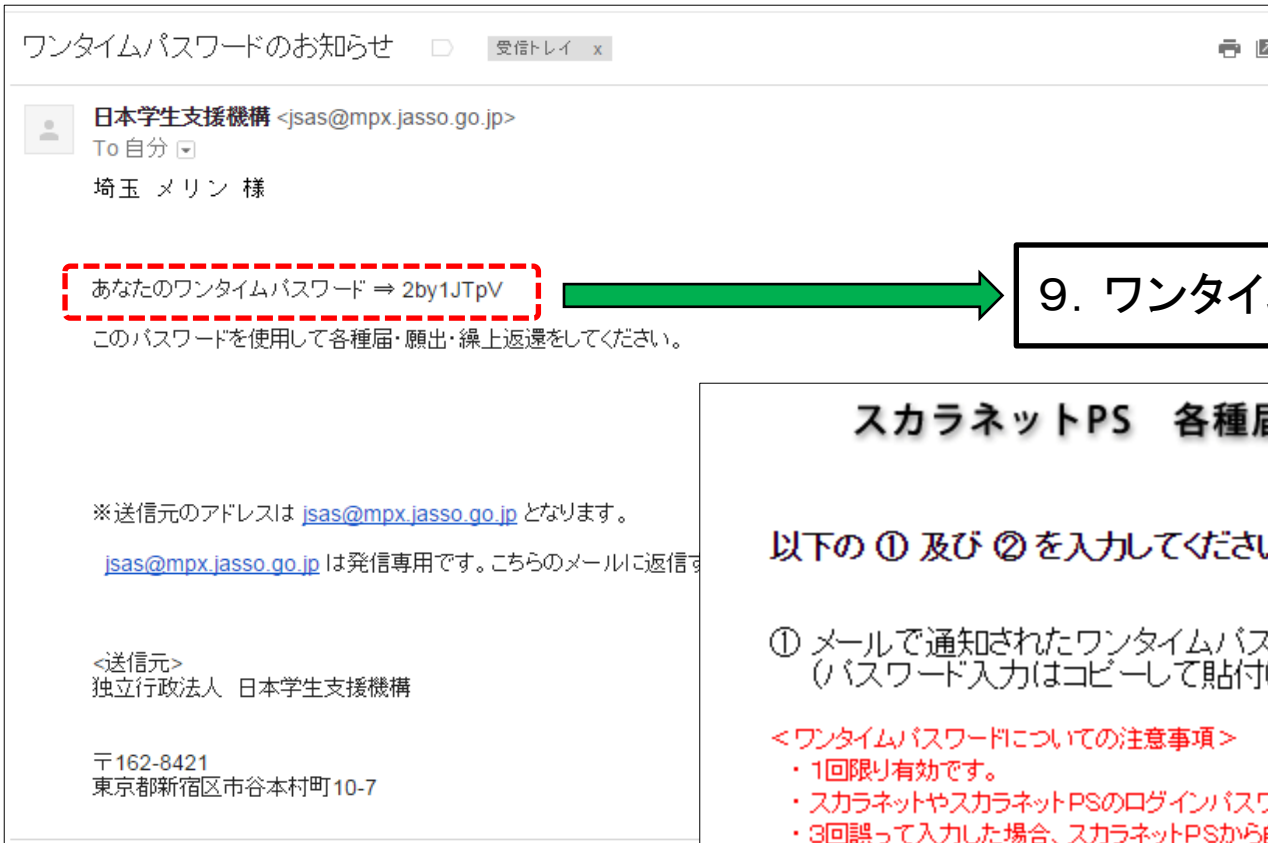 ワンタイムパスワードのお知らせ 受信トレイ x
日本学生支援機構 <jsas@mpx.jasso.go.jp>
To 自分
埼玉 メリン 様
あなたのワンタイムパスワード ⇒ 2by1JTpV
このパスワードを使用して各種届・願出・繰上返還をしてください。
※送信元のアドレスは jsas@mpx.jasso.go.jp となります。
jsas@mpx.jasso.go.jp は発信専用です。こちらのメールに返信す
<送信元>
独立行政法人 日本学生支援機構
〒162-8421
東京都新宿区市谷本村町10-7
9．ワンタイ
スカラネットPS 各種届
以下の ① 及び ② を入力してくださ
① メールで通知されたワンタイムパス
(パスワード入力はコピーして貼付
＜ワンタイムパスワードについての注意事項＞
・1回限り有効です。
・スカラネットやスカラネットPSのログインパスワ
・3回誤って入力した場合、スカラネットPSから